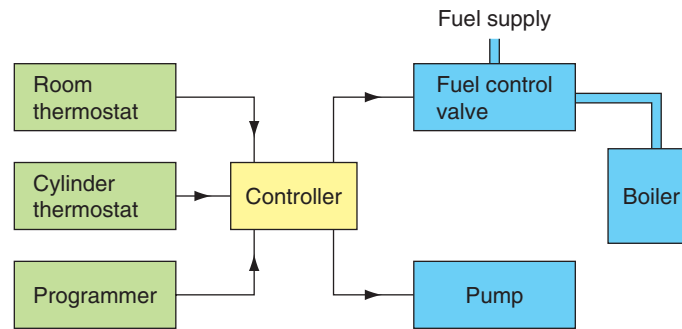 Fuel supply
Room
thermostat
Fuel control
valve
Cylinder
thermostat
Controller
Boiler
Programmer
Pump